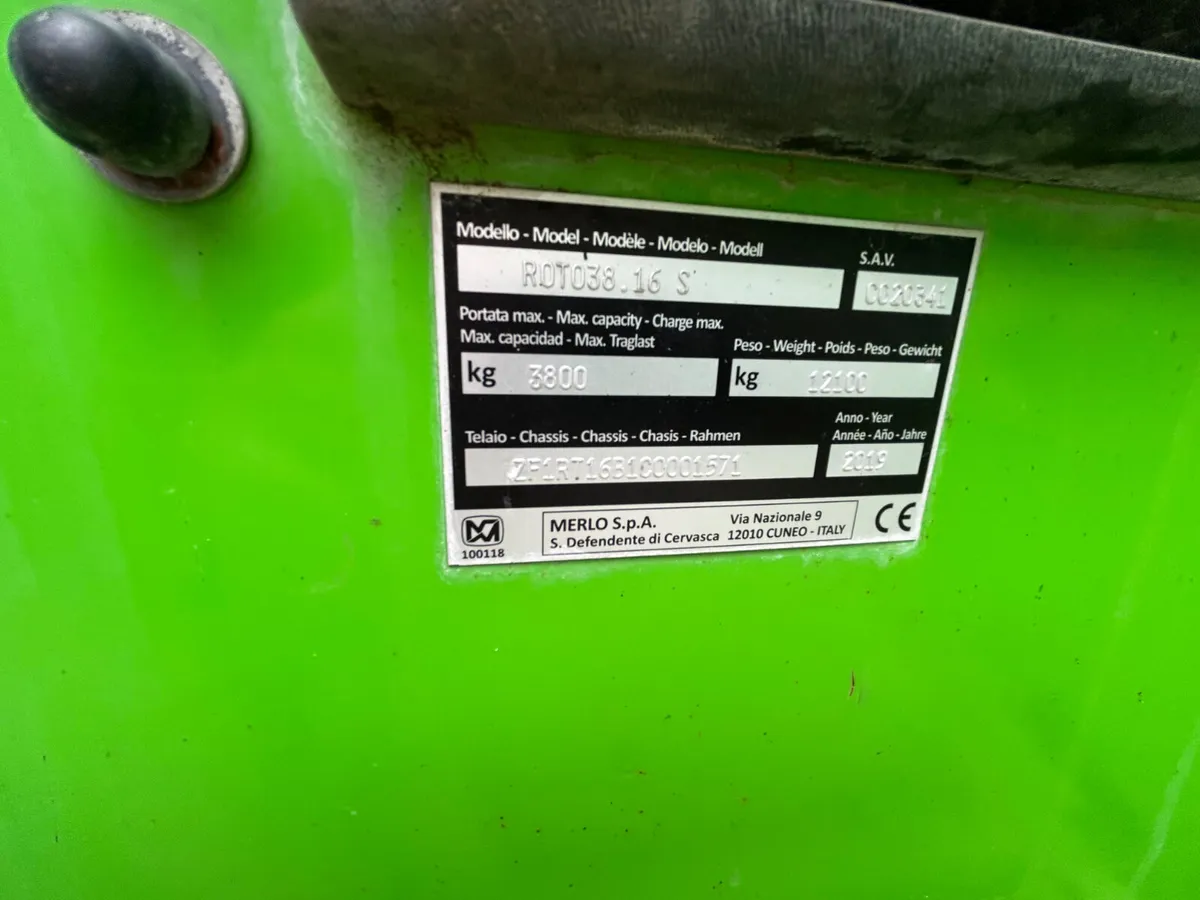 Modello - Model - Modèle - Modelo - Modell
S.A.V.
ROTO38.16 S
C020341
Portata max. - Max. capacity - Charge max.
Max. capacidad - Max. Traglast
Peso - Weight - Poids - Peso - Gewicht
kg 3800
kg 12100
Anno - Year
Année - Año - Jahre
Telaio - Chassis - Chassis - Chasis - Rahmen
ZF1RT16B100001571
2019
100118
MERLO S.p.A.
S. Defendente di Cervasca
Via Nazionale 9
12010 CUNEO - ITALY
CE